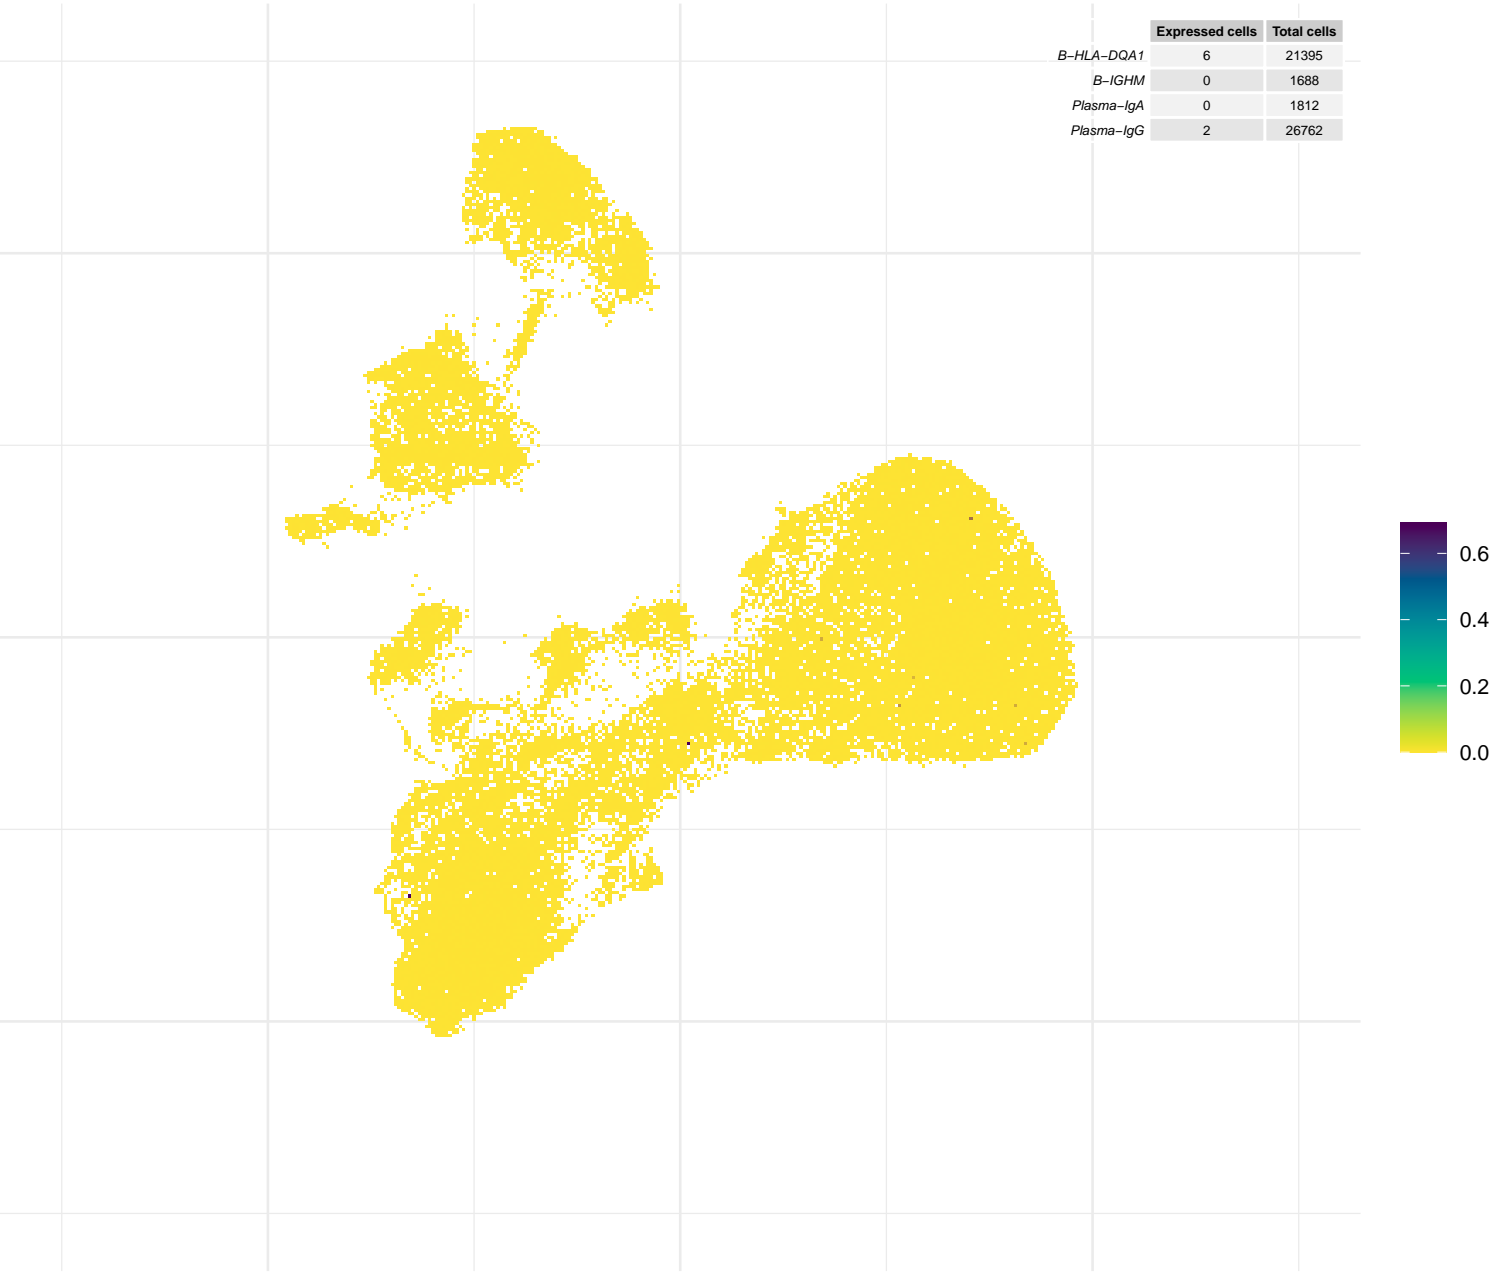 Expressed cells Total cells
B−HLA−DQA1 6 21395
B−IGHM 0 1688
Plasma−IgA 0 1812
Plasma−IgG 2 26762
0.6
0.4
0.2
0.0